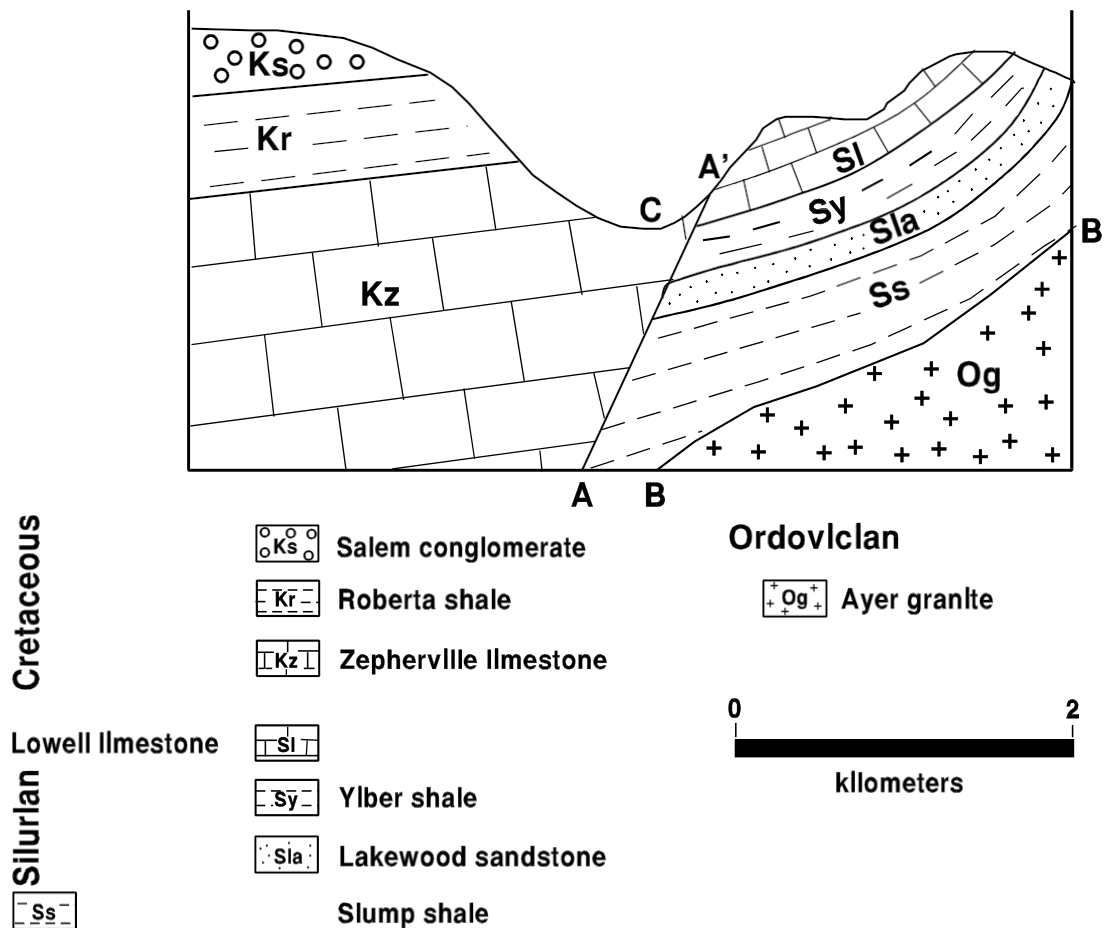 Ks
Kr
A’
C
Sl
Sy
Sla
B
Kz
Ss
Og
A
B
Cretaceous
Ks
Salem conglomerate
Kr
Roberta shale
Kz
Zephervllle llmestone
Ordovlclan
Og
Ayer granlte
Lowell llmestone
Sl
Silurlan
Sy
Ylber shale
Sla
Lakewood sandstone
Ss
Slump shale
0
2
kllometers